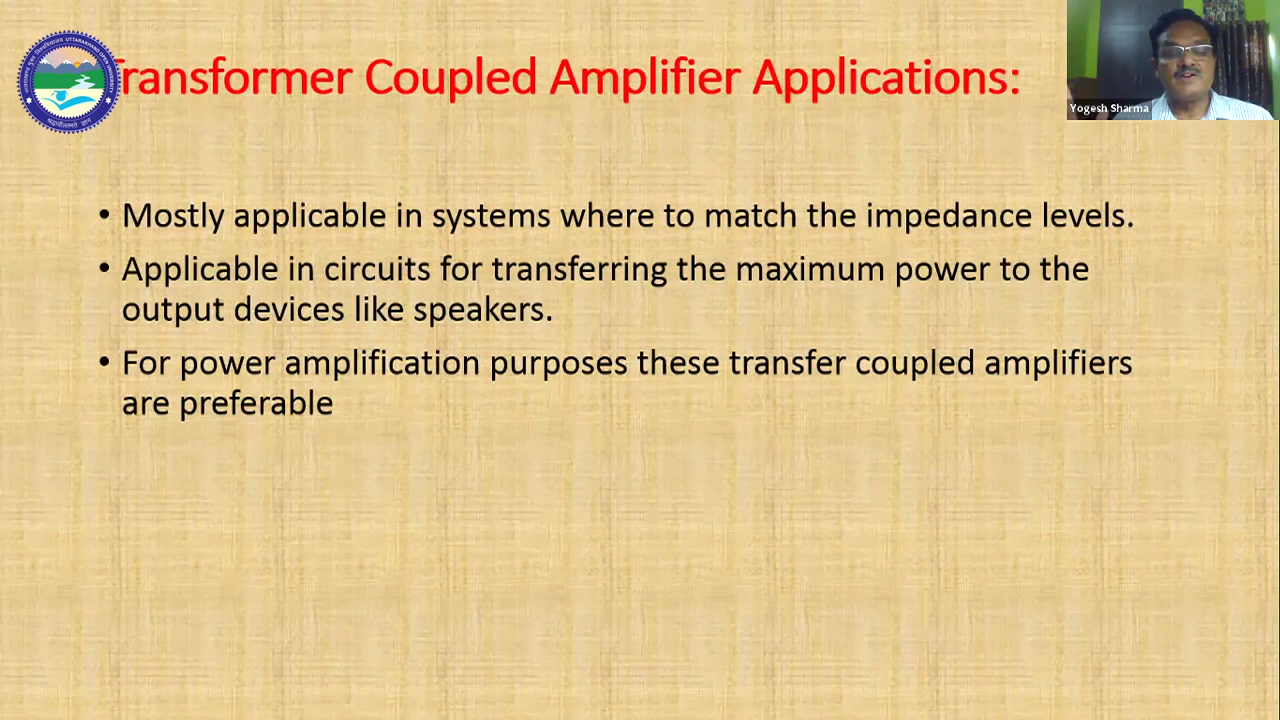 Transformer Coupled Amplifier Applications:
Yogesh Sharma
• Mostly applicable in systems where to match the impedance levels.
• Applicable in circuits for transferring the maximum power to the
output devices like speakers.
• For power amplification purposes these transfer coupled amplifiers
are preferable